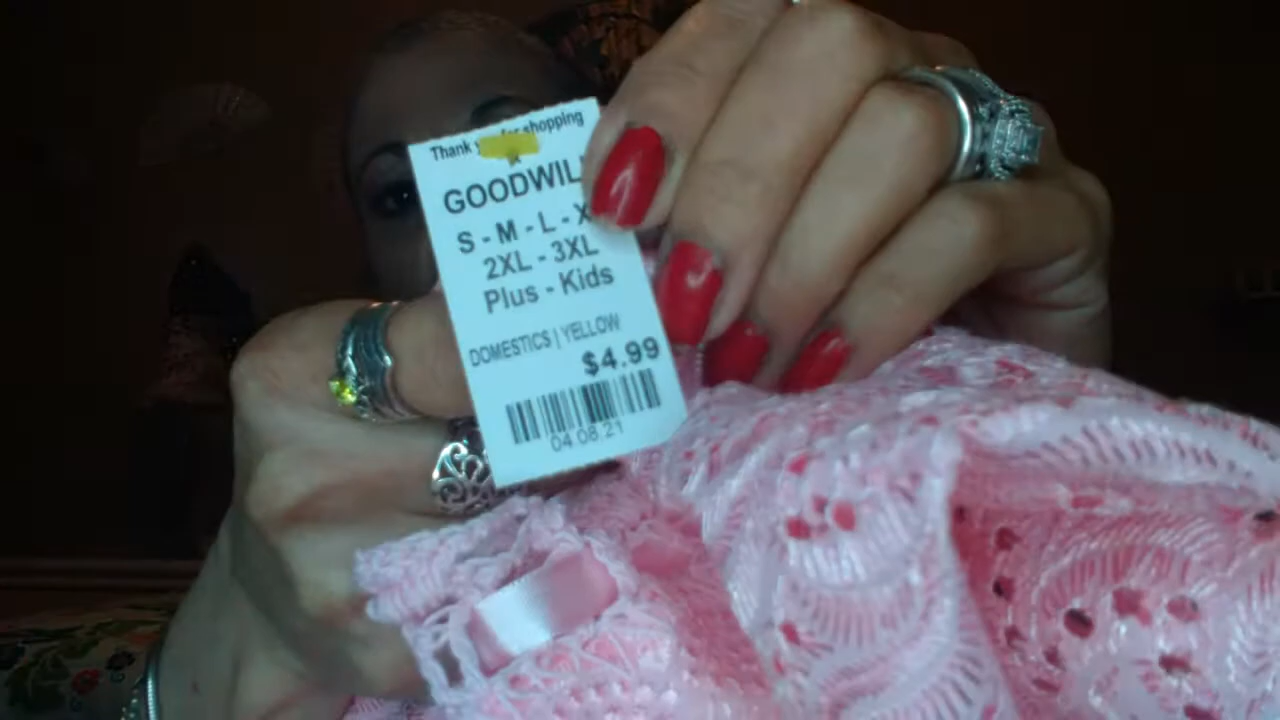 Thank for shopping
GOODWIL
S - M - L - X
2XL - 3XL
Plus - Kids
DOMESTICS | YELLOW
$4.99
04.08.21